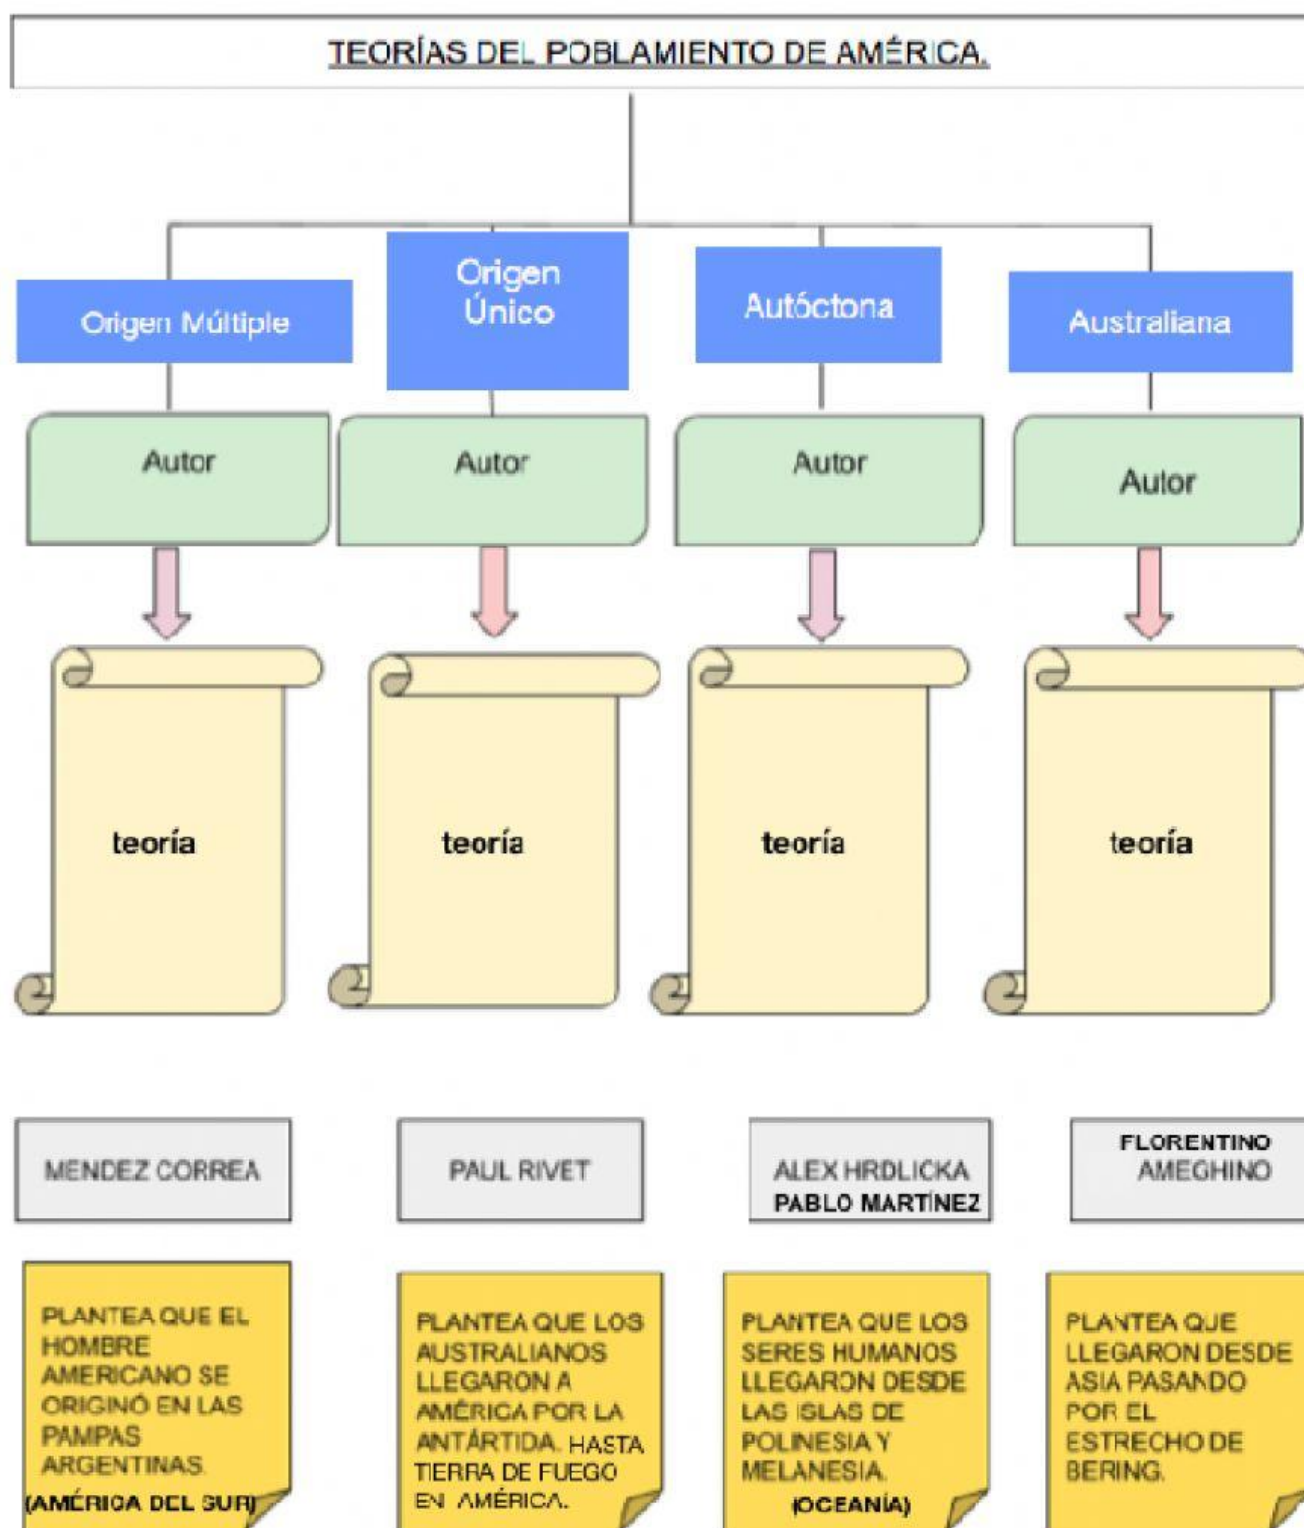 TEORÍAS DEL POBLAMIENTO DE AMÉRICA.
Origen Múltiple
Origen
Único
Autóctona
Australiana
Autor
Autor
Autor
Autor
teoría
teoría
teoría
teoría
MENDEZ CORREA
PAUL RIVET
ALEX HRDLICKA
PABLO MARTÍNEZ
FLORENTINO
AMEGHINO
PLANTEA QUE EL
HOMBRE
AMERICANO SE
ORIGINÓ EN LAS
PAMPAS
ARGENTINAS.
(AMÉRICA DEL SUR)
PLANTEA QUE LOS
AUSTRALIANOS
LLEGARON A
AMÉRICA POR LA
ANTÁRTIDA. HASTA
TIERRA DE FUEGO
EN AMÉRICA.
PLANTEA QUE LOS
SERES HUMANOS
LLEGARON DESDE
LAS ISLAS DE
POLINESIA Y
MELANESIA.
(OCEANÍA)
PLANTEA QUE
LLEGARON DESDE
ASIA PASANDO
POR EL
ESTRECHO DE
BERING.